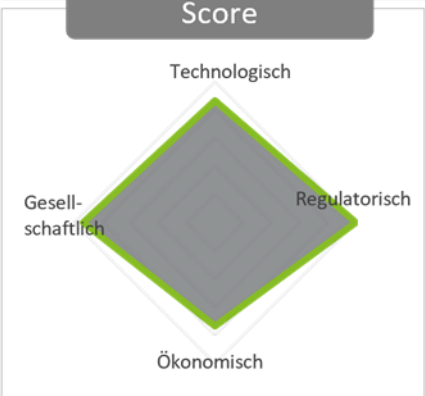 Score
Technologisch
Regulatorisch
Gesell-
schaftlich
Ökonomisch